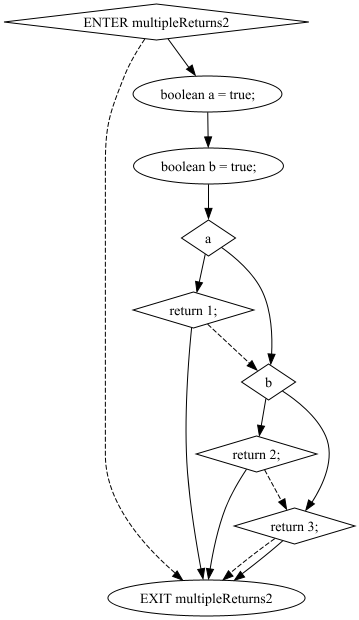 ENTER multipleReturns2
boolean a = true;
boolean b = true;
a
return 1;
b
return 2;
return 3;
EXIT multipleReturns2